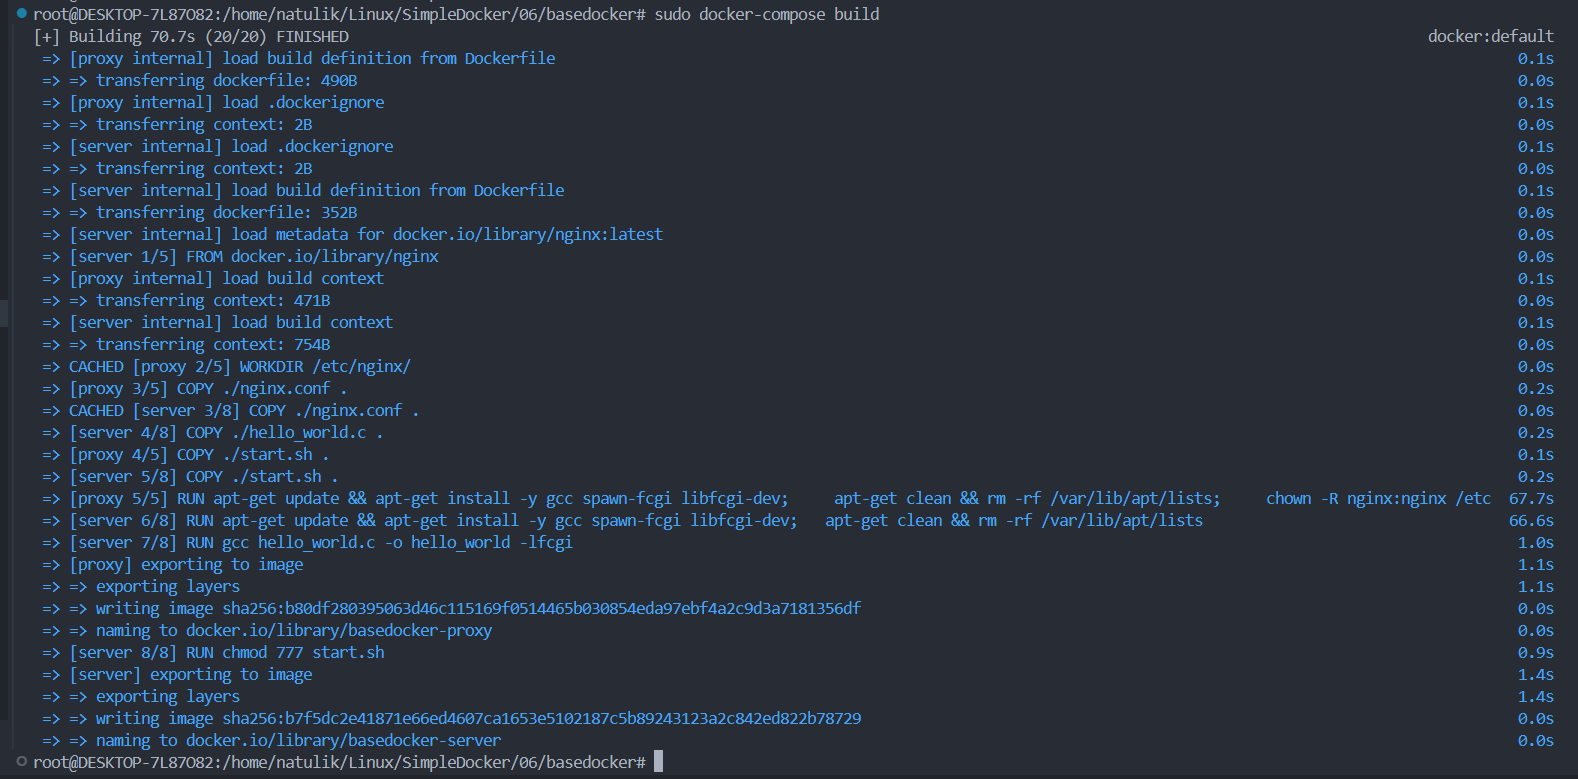 root@DESKTOP-7L87O82:/home/natulik/Linux/SimpleDocker/06/basedocker# sudo docker-compose build
[+] Building 70.7s (20/20) FINISHED docker:default
=> [proxy internal] load build definition from Dockerfile 0.1s
=> => transferring dockerfile: 490B 0.0s
=> [proxy internal] load .dockerignore 0.1s
=> => transferring context: 2B 0.0s
=> [server internal] load .dockerignore 0.1s
=> => transferring context: 2B 0.0s
=> [server internal] load build definition from Dockerfile 0.1s
=> => transferring dockerfile: 352B 0.0s
=> [server internal] load metadata for docker.io/library/nginx:latest 0.0s
=> [server 1/5] FROM docker.io/library/nginx 0.0s
=> [proxy internal] load build context 0.1s
=> => transferring context: 471B 0.0s
=> [server internal] load build context 0.1s
=> => transferring context: 754B 0.0s
=> CACHED [proxy 2/5] WORKDIR /etc/nginx/ 0.0s
=> [proxy 3/5] COPY ./nginx.conf . 0.2s
=> CACHED [server 3/8] COPY ./nginx.conf . 0.0s
=> [server 4/8] COPY ./hello_world.c . 0.2s
=> [proxy 4/5] COPY ./start.sh . 0.1s
=> [server 5/8] COPY ./start.sh . 0.2s
=> [proxy 5/5] RUN apt-get update && apt-get install -y gcc spawn-fcgi libfcgi-dev; apt-get clean && rm -rf /var/lib/apt/lists; chown -R nginx:nginx /etc 67.7s
=> [server 6/8] RUN apt-get update && apt-get install -y gcc spawn-fcgi libfcgi-dev; apt-get clean && rm -rf /var/lib/apt/lists 66.6s
=> [server 7/8] RUN gcc hello_world.c -o hello_world -lfcgi 1.0s
=> [proxy] exporting to image 1.1s
=> => exporting layers 1.1s
=> => writing image sha256:b80df280395063d46c115169f0514465b030854eda97ebf4a2c9d3a7181356df 0.0s
=> => naming to docker.io/library/basedocker-proxy 0.0s
=> [server 8/8] RUN chmod 777 start.sh 0.9s
=> [server] exporting to image 1.4s
=> => exporting layers 1.4s
=> => writing image sha256:b7f5dc2e41871e66ed4607ca1653e5102187c5b89243123a2c842ed822b78729 0.0s
=> => naming to docker.io/library/basedocker-server 0.0s
root@DESKTOP-7L87O82:/home/natulik/Linux/SimpleDocker/06/basedocker#